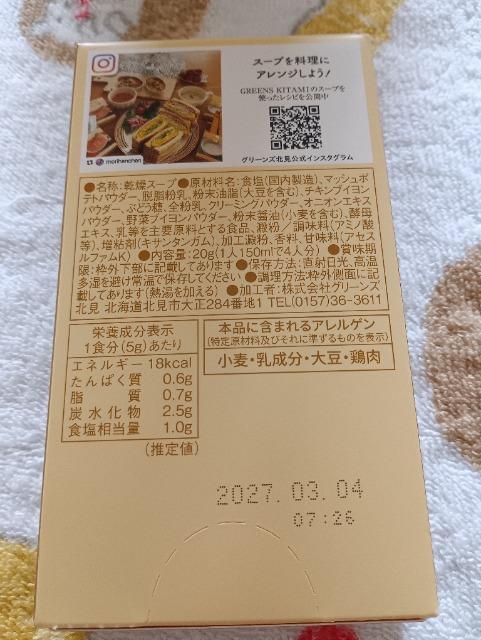 スープを料理に
アレンジしよう!
GREENS KITAMIのスープを
使ったレシピを公開中
morihenchen
グリーンズ北見公式インスタグラム
●名称:乾燥スープ●原材料名:食塩(国内製造)、マッシュポ
テトパウダー、脱脂粉乳、粉末油脂(大豆を含む)、チキンブイヨン
パウダー、ぶどう糖、全粉乳、クリーミングパウダー、オニオンエキス
パウダー、野菜ブイヨンパウダー、粉末醤油(小麦を含む)、酵母
エキス、乳等を主要原料とする食品、澱粉/調味料(アミノ酸
等)、増粘剤(キサンタンガム)、加工澱粉、香料、甘味料(アセス
ルファムK) ●内容量:20g(1人150mlで4人分) ●賞味期
限:枠外下部に記載してあります●保存方法:直射日光、高温
多湿を避け常温で保存してください●調理方法:枠外側面に記
載してあります(熱湯を加える) ●加工者:株式会社グリーンズ
北見 北海道北見市大正284番地1 TEL(0157)36-3611
栄養成分表示
1食分(5g)あたり
エネルギー 18kcal
たんぱく質 0.6g
脂質 0.7g
炭水化物 2.5g
食塩相当量 1.0g
(推定値)
本品に含まれるアレルゲン
(特定原材料及びそれに準ずるものを表示)
小麦・乳成分・大豆・鶏肉
2027.03.04
07:26